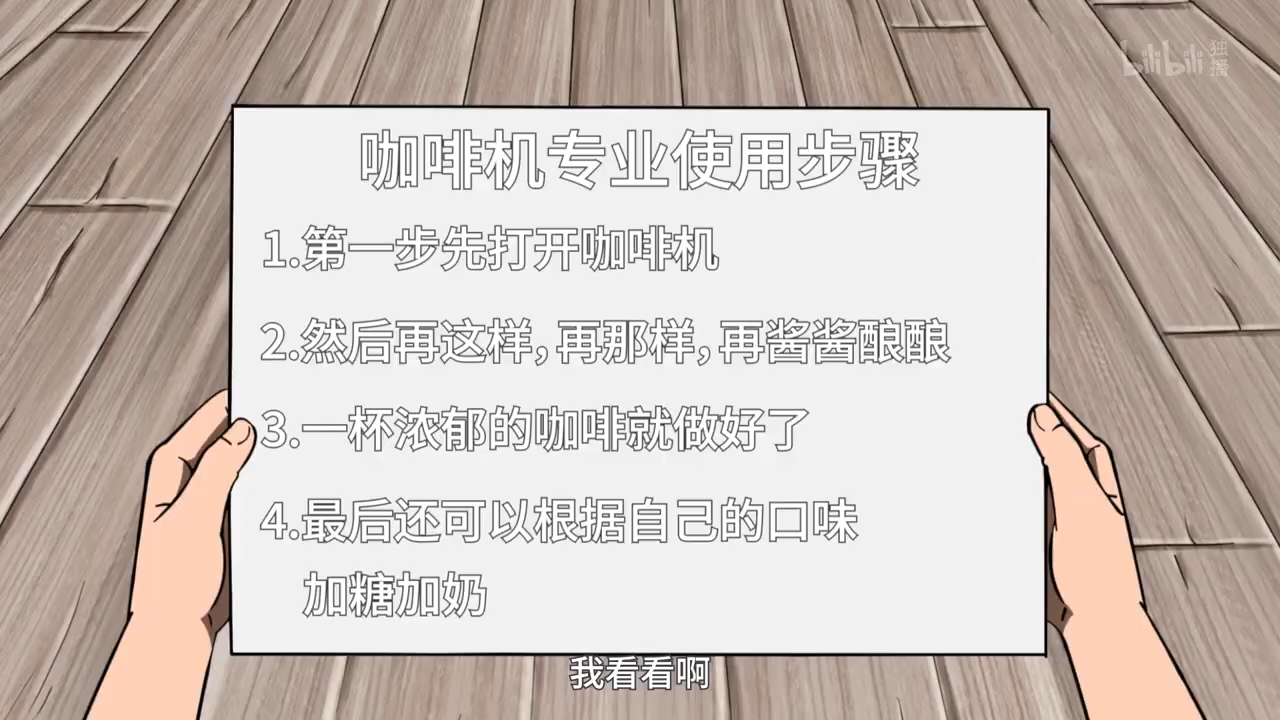 bilibili 独播
咖啡机专业使用步骤
1.第一步先打开咖啡机
2.然后再这样,再那样,再酱酱酿酿
3.一杯浓郁的咖啡就做好了
4.最后还可以根据自己的口味
加糖加奶
我看看啊